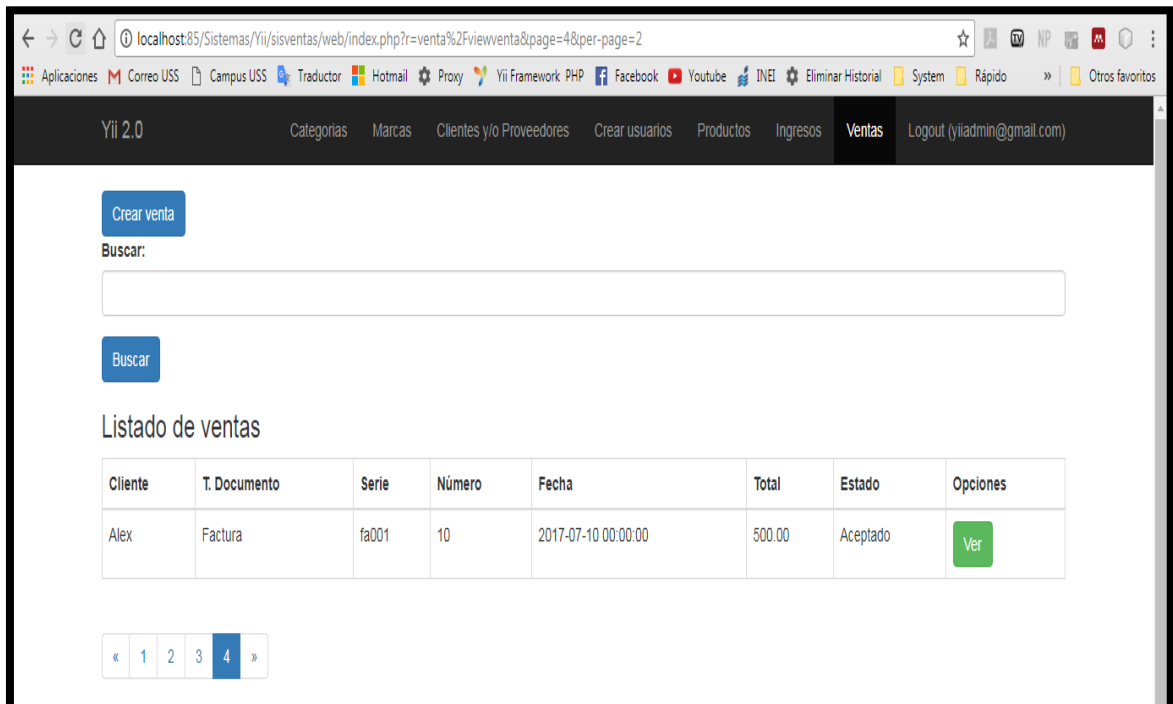 localhost:85/Sistemas/Yii/sisventas/web/index.php?r=venta%2Fviewventa&page=4&per-page=2 NP
Aplicaciones Correo USS Campus USS Traductor Hotmail Proxy Yii Framework PHP Facebook Youtube INEI Eliminar Historial System Rápido » Otros favoritos
Yii 2.0 Categorias Marcas Clientes y/o Proveedores Crear usuarios Productos Ingresos Ventas Logout (yiiadmin@gmail.com)
Crear venta
Buscar:
Buscar
Listado de ventas
Cliente T. Documento Serie Número Fecha Total Estado Opciones
Alex Factura fa001 10 2017-07-10 00:00:00 500.00 Aceptado Ver
« 1 2 3 4 »